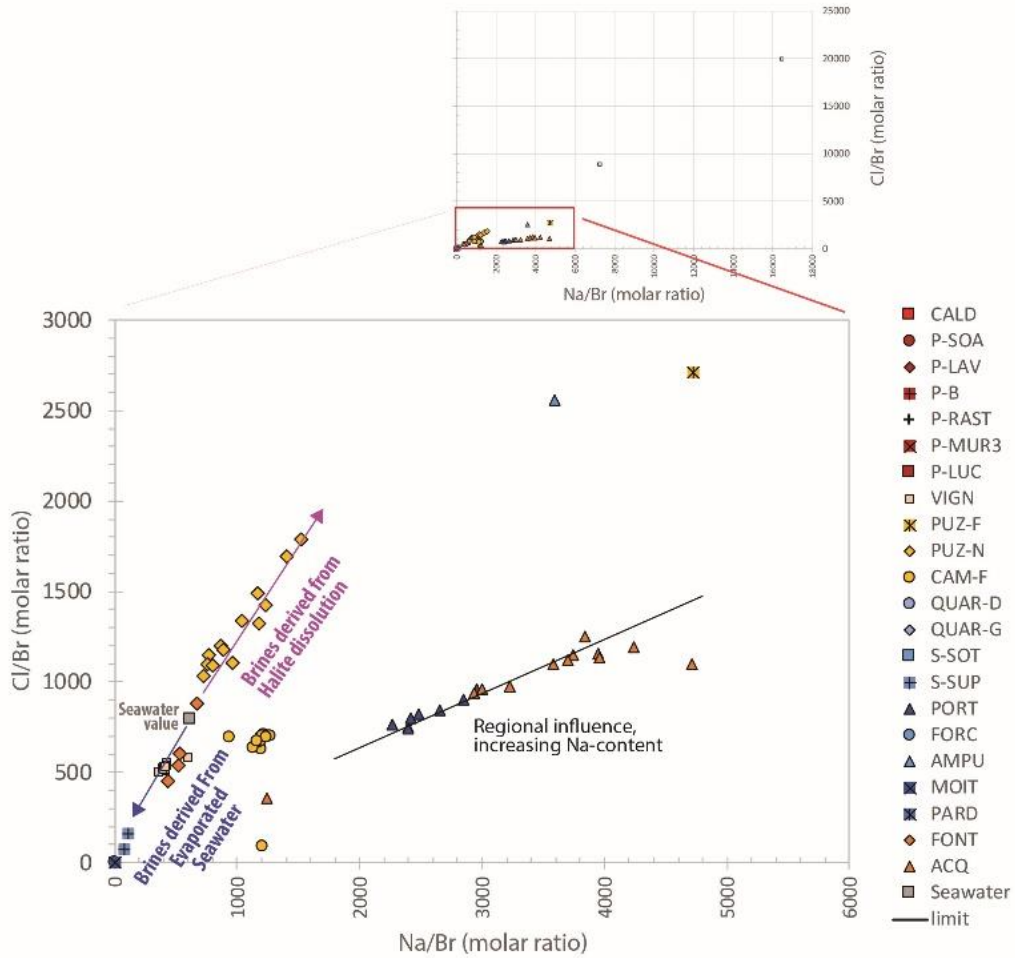 25000
20000
15000
10000
5000
0
Cl/Br (molar ratio)
0
2000
4000
6000
8000
10000
12000
14000
16000
18000
Na/Br (molar ratio)
3000
2500
2000
1500
1000
500
0
Cl/Br (molar ratio)
Brines derived from
Halite dissolution
Seawater
value
Brines derived From
Evaporated
Seawater
Regional influence,
increasing Na-content
0
1000
2000
3000
4000
5000
6000
Na/Br (molar ratio)
CALD
P-SOA
P-LAV
P-B
P-RAST
P-MUR3
P-LUC
VIGN
PUZ-F
PUZ-N
CAM-F
QUAR-D
QUAR-G
S-SOT
S-SUP
PORT
FORC
AMPU
MOIT
PARD
FONT
ACQ
Seawater
limit